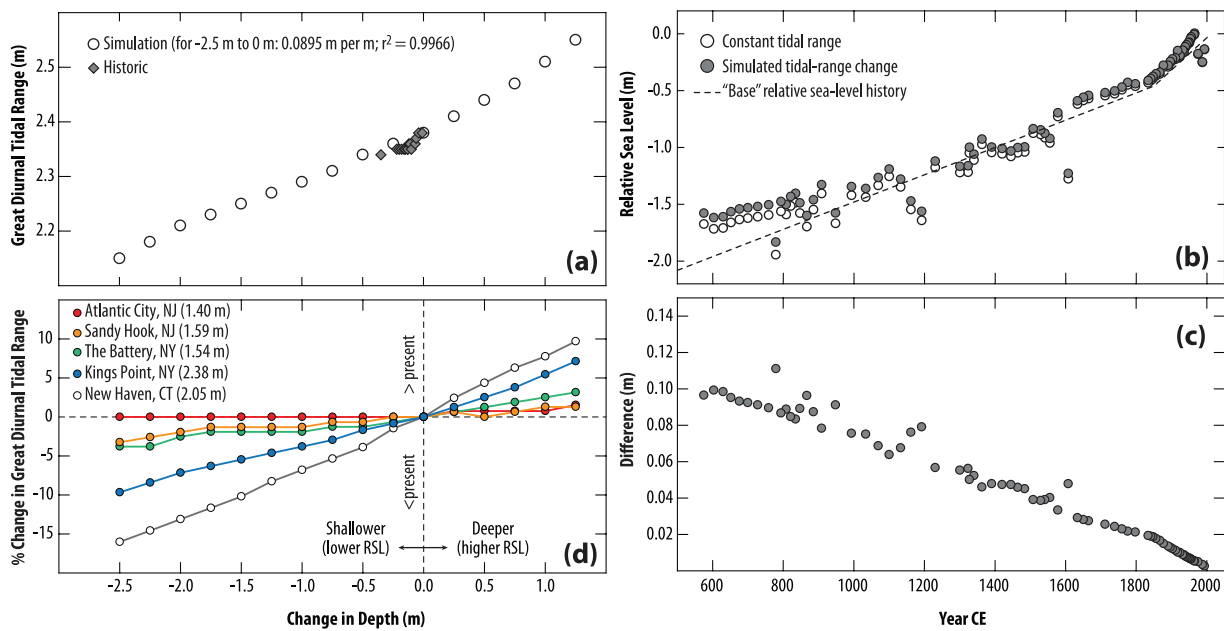 Great Diurnal Tidal Range (m)
2.5
2.4
2.3
2.2
Simulation (for -2.5 m to 0 m: 0.0895 m per m; r² = 0.9966)
Historic
(a)
Relative Sea Level (m)
0.0
-0.5
-1.0
-1.5
-2.0
Constant tidal range
Simulated tidal-range change
“Base” relative sea-level history
(b)
% Change in Great Diurnal Tidal Range
10
5
0
-5
-10
-15
Atlantic City, NJ (1.40 m)
Sandy Hook, NJ (1.59 m)
The Battery, NY (1.54 m)
Kings Point, NY (2.38 m)
New Haven, CT (2.05 m)
> present
<present
Shallower
(lower RSL)
Deeper
(higher RSL)
(d)
-2.5 -2.0 -1.5 -1.0 -0.5 0.0 0.5 1.0
Change in Depth (m)
Difference (m)
0.14
0.12
0.10
0.08
0.06
0.04
0.02
(c)
600 800 1000 1200 1400 1600 1800 2000
Year CE